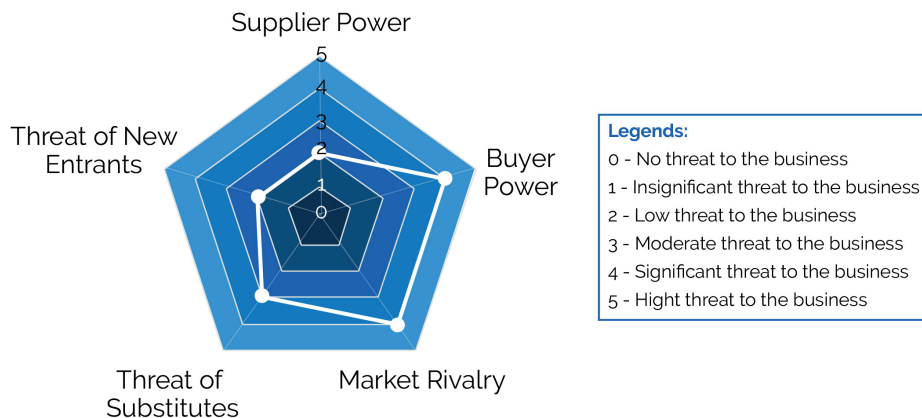 Supplier Power
5
4
3
2
1
0
Threat of New
Entrants
Buyer
Power
Threat of
Substitutes
Market Rivalry
Legends:
0 - No threat to the business
1 - Insignificant threat to the business
2 - Low threat to the business
3 - Moderate threat to the business
4 - Significant threat to the business
5 - Hight threat to the business